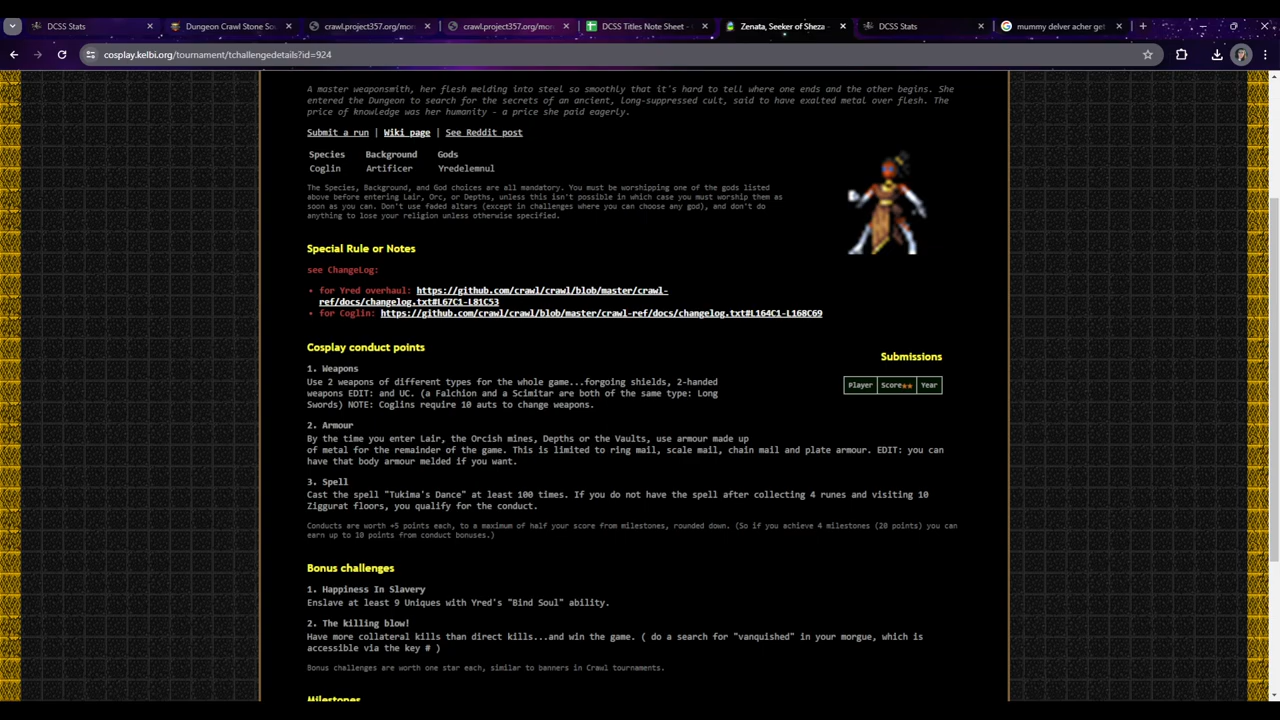 DCSS Stats
Dungeon Crawl Stone So
crawl.project357.org/mor
crawl.project357.org/mor
DCSS Titles Note Sheet -
Zenata, Seeker of Sheza -
DCSS Stats
mummy delver acher get
cosplay.kelbi.org/tournament/tchallengedetails?id=924
A master weaponsmith, her flesh melding into steel so smoothly that it's hard to tell where one ends and the other begins. She
entered the Dungeon to search for the secrets of an ancient, long-suppressed cult, said to have exalted metal over flesh. The
price of knowledge was her humanity - a price she paid eagerly.
Submit a run | Wiki page | See Reddit post
Species Background Gods
Coglin Artificer Yredelemnul
The Species, Background, and God choices are all mandatory. You must be worshipping one of the gods listed
above before entering Lair, Orc, or Depths, unless this isn't possible in which case you must worship them as
soon as you can. Don't use faded altars (except in challenges where you can choose any god), and don't do
anything to lose your religion unless otherwise specified.
Special Rule or Notes
see ChangeLog:
• for Yred overhaul: https://github.com/crawl/crawl/blob/master/crawl-
ref/docs/changelog.txt#L67C1-L81C53
• for Coglin: https://github.com/crawl/crawl/blob/master/crawl-ref/docs/changelog.txt#L164C1-L168C69
Cosplay conduct points
1. Weapons
Use 2 weapons of different types for the whole game...forgoing shields, 2-handed
weapons EDIT: and UC. (a Falchion and a Scimitar are both of the same type: Long
Swords) NOTE: Coglins require 10 auts to change weapons.
Submissions
Player Score★★ Year
2. Armour
By the time you enter Lair, the Orcish mines, Depths or the Vaults, use armour made up
of metal for the remainder of the game. This is limited to ring mail, scale mail, chain mail and plate armour. EDIT: you can
have that body armour melded if you want.
3. Spell
Cast the spell "Tukima's Dance" at least 100 times. If you do not have the spell after collecting 4 runes and visiting 10
Ziggurat floors, you qualify for the conduct.
Conducts are worth +5 points each, to a maximum of half your score from milestones, rounded down. (So if you achieve 4 milestones (20 points) you can
earn up to 10 points from conduct bonuses.)
Bonus challenges
1. Happiness In Slavery
Enslave at least 9 Uniques with Yred's "Bind Soul" ability.
2. The killing blow!
Have more collateral kills than direct kills...and win the game. ( do a search for "vanquished" in your morgue, which is
accessible via the key # )
Bonus challenges are worth one star each, similar to banners in Crawl tournaments.
Milestones